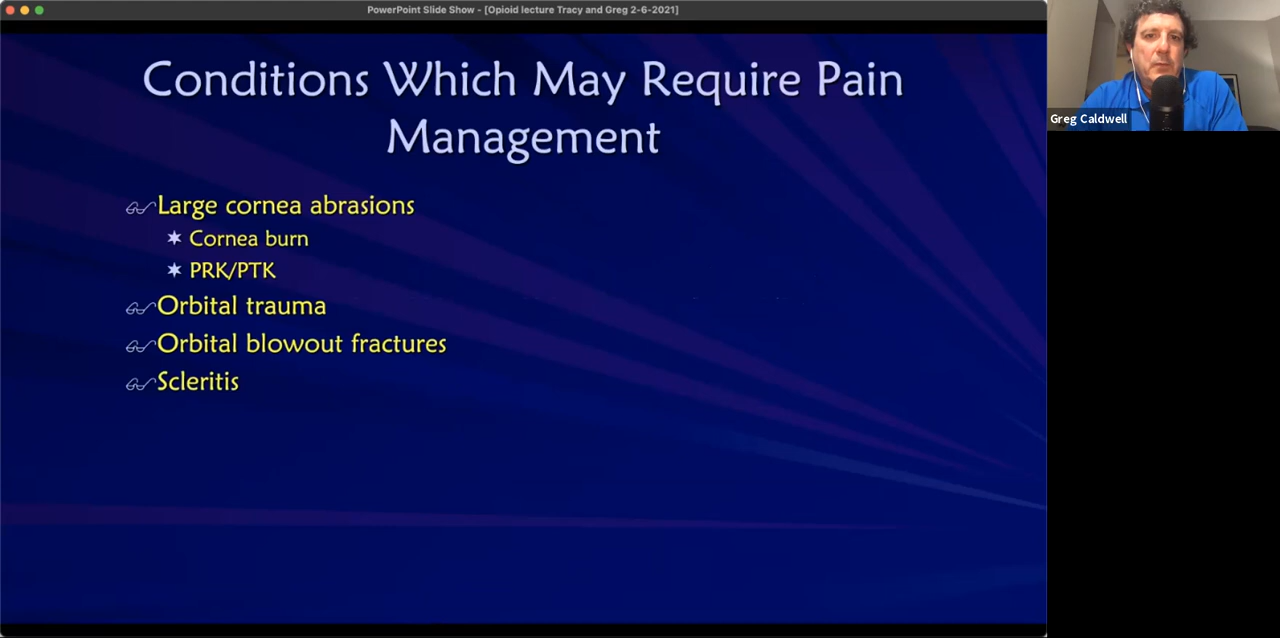 PowerPoint Slide Show - [Opioid lecture Tracy and Greg 2-6-2021]
Conditions Which May Require Pain
Management
Large cornea abrasions
Cornea burn
PRK/PTK
Orbital trauma
Orbital blowout fractures
Scleritis
Greg Caldwell